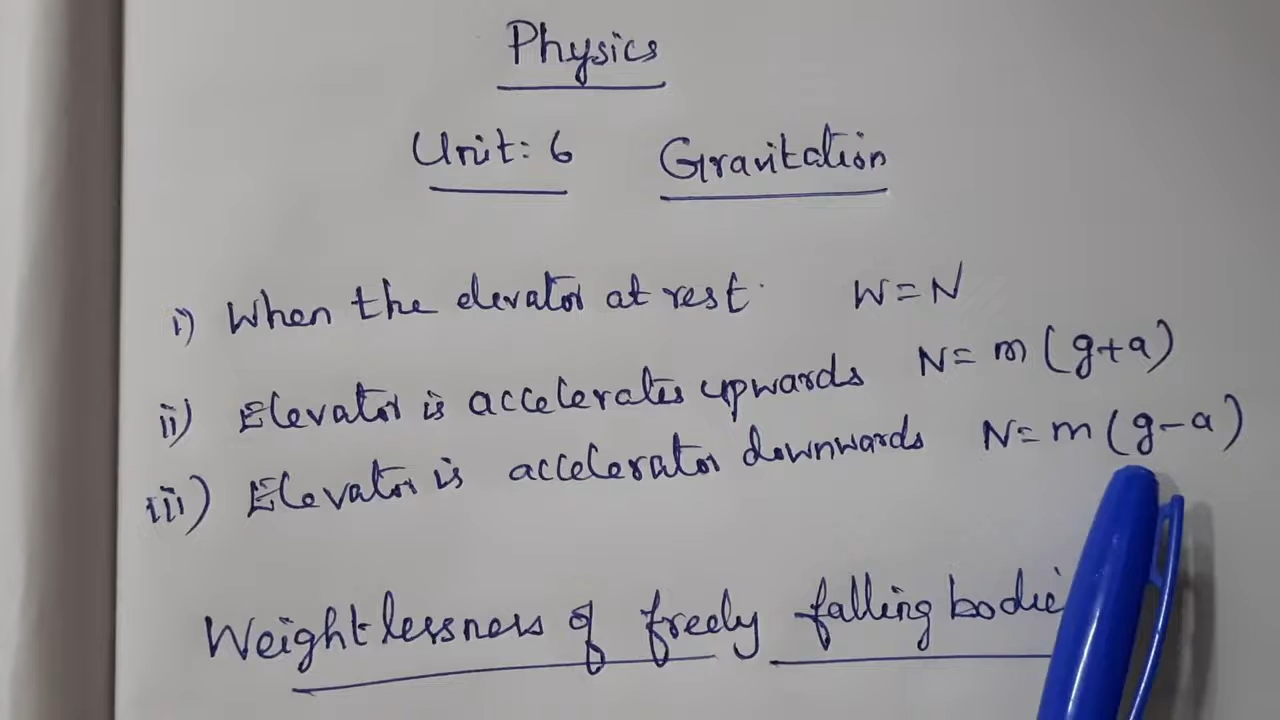 Physics
Unit: 6 Gravitation
i) When the elevator at rest. W = N
ii) Elevator is accelerates upwards N = m (g+a)
iii) Elevator is accelerator downwards N = m (g-a)
Weightlessness of freely falling bodie